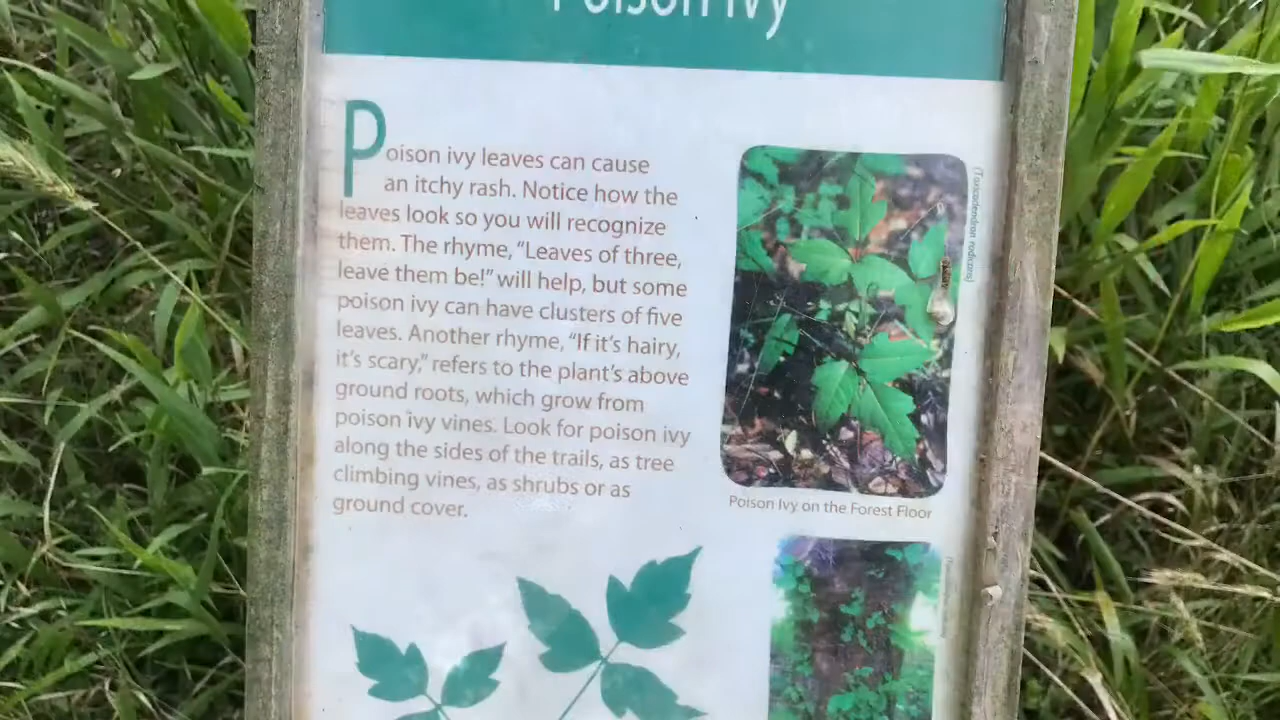 Poison Ivy
Poison ivy leaves can cause
an itchy rash. Notice how the
leaves look so you will recognize
them. The rhyme, “Leaves of three,
leave them be!” will help, but some
poison ivy can have clusters of five
leaves. Another rhyme, “If it’s hairy,
it’s scary,” refers to the plant’s above
ground roots, which grow from
poison ivy vines. Look for poison ivy
along the sides of the trails, as tree
climbing vines, as shrubs or as
ground cover.
(Toxicodendron radicans)
Poison Ivy on the Forest Floor